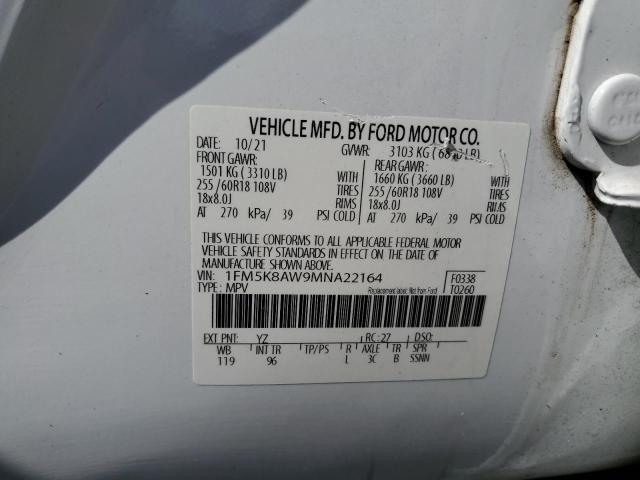 VEHICLE MFD. BY FORD MOTOR CO.
DATE: 10/21 GVWR: 3103 KG ( LB)
FRONT GAWR: REAR GAWR:
1501 KG (3310 LB) WITH 1660 KG (3660 LB) WITH
255/60R18 108V TIRES 255/60R18 108V TIRES
18x8.0J RIMS 18x8.0J RIMS
AT 270 kPa/ 39 PSI COLD AT 270 kPa/ 39 PSI COLD
THIS VEHICLE CONFORMS TO ALL APPLICABLE FEDERAL MOTOR
VEHICLE SAFETY STANDARDS IN EFFECT ON THE DATE OF
MANUFACTURE SHOWN ABOVE.
VIN: 1FM5K8AW9MNA22164 F0338
TYPE: MPV Not Available from Ford T0260
EXT PNT: YZ RC: 27 DSO:
WB INT TR TP/PS R AXLE TR SPR
119 96 L 3C B SSNN